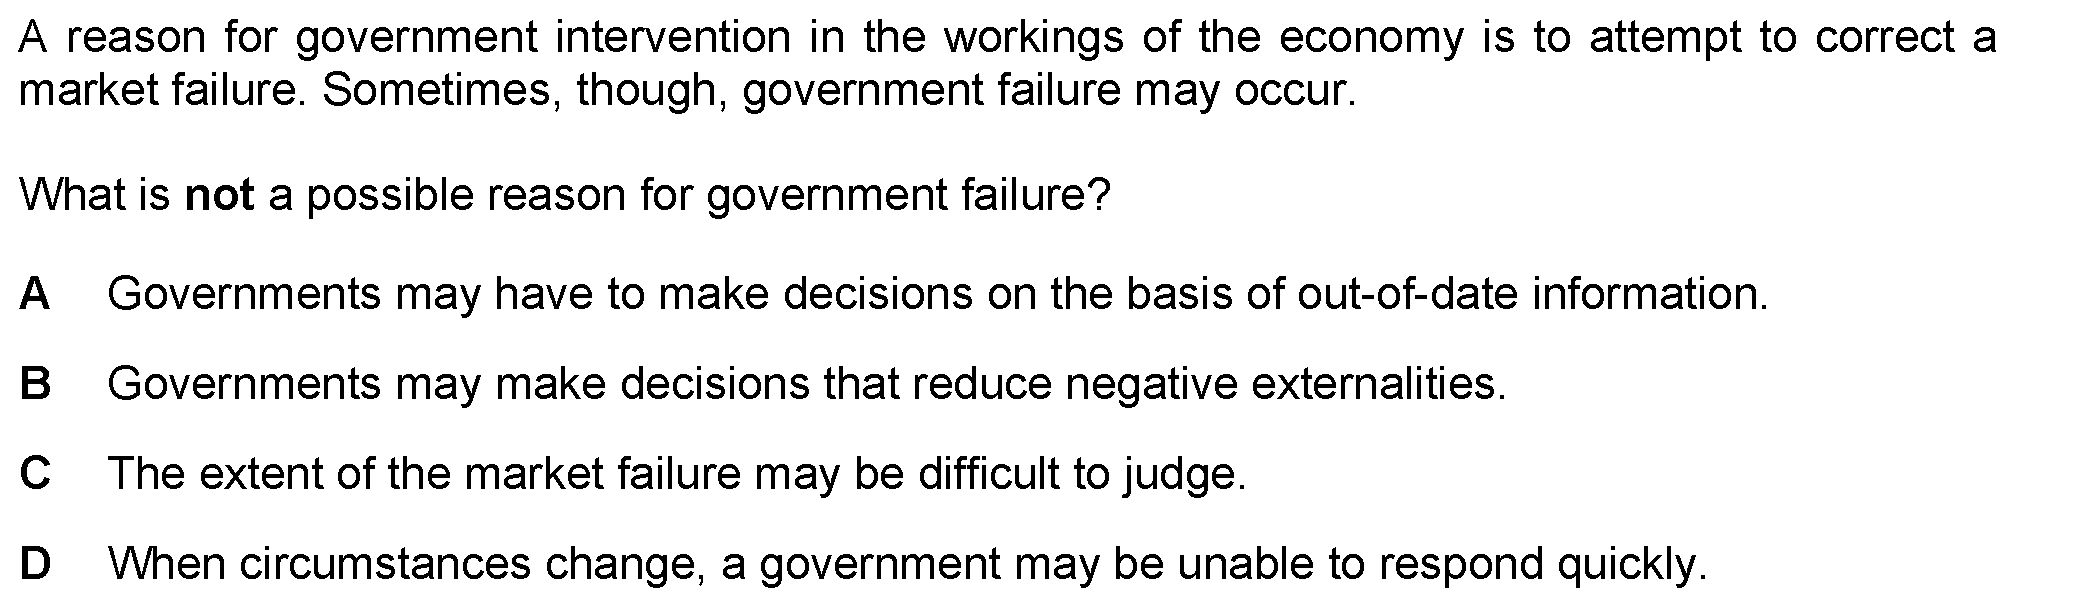 A reason for government intervention in the workings of the economy is to attempt to correct a
market failure. Sometimes, though, government failure may occur.
What is not a possible reason for government failure?
A Governments may have to make decisions on the basis of out-of-date information.
B Governments may make decisions that reduce negative externalities.
C The extent of the market failure may be difficult to judge.
D When circumstances change, a government may be unable to respond quickly.